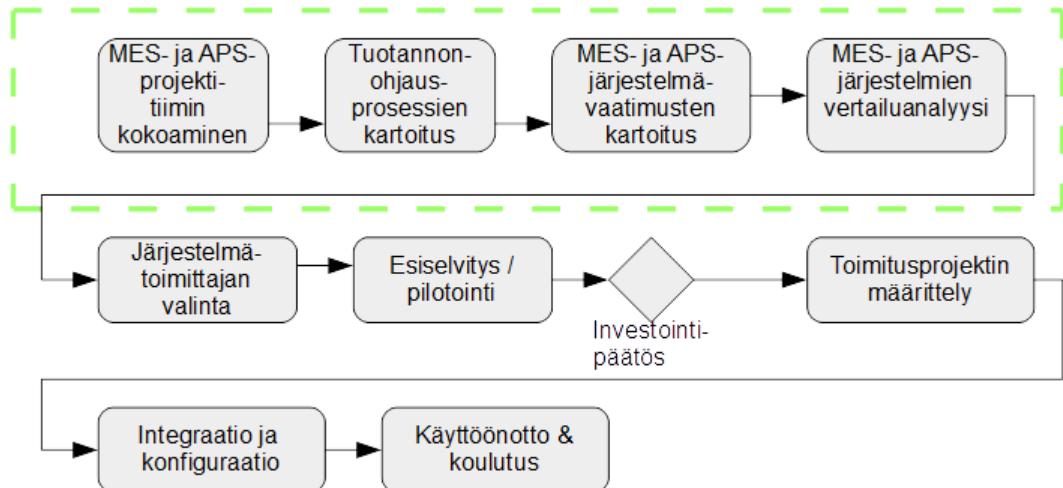 MES- ja APS-
projekti-
tiimin
kokoaminen
Tuotannon-
ohjaus-
prosessien
kartoitus
MES- ja APS-
järjestelmä-
vaatimusten
kartoitus
MES- ja APS-
järjestelmien
vertailuanalyysi
Järjestelmä-
toimittajan
valinta
Esiselvitys /
pilotointi
Investointi-
päätös
Toimitusprojektin
määrittely
Integraatio ja
konfiguraatio
Käyttöönotto &
koulutus